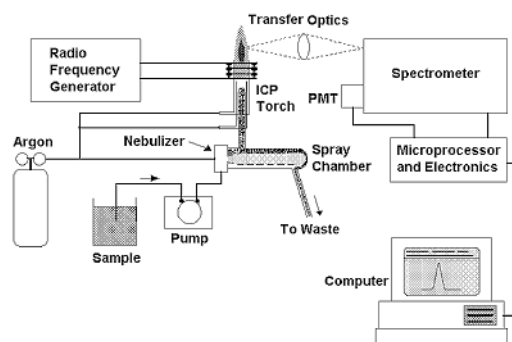 Transfer Optics
Radio
Frequency
Generator
Spectrometer
ICP
Torch
PMT
Nebulizer
Argon
Spray
Chamber
Microprocessor
and Electronics
Pump
To Waste
Sample
Computer